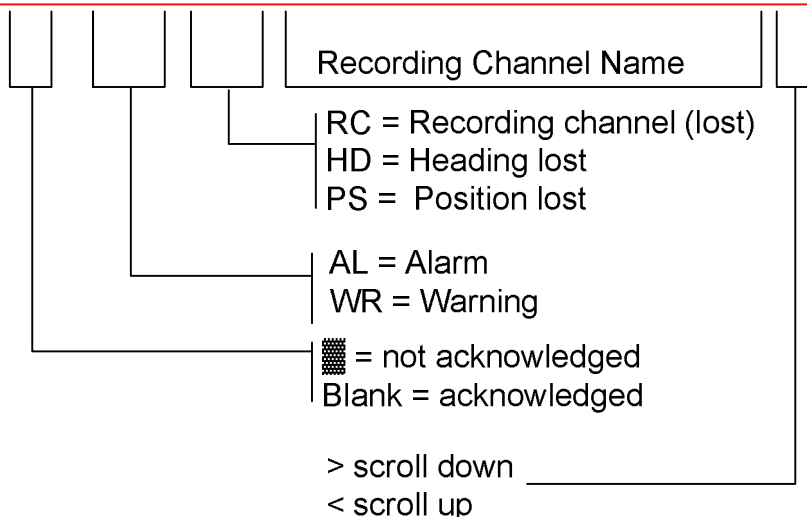 Recording Channel Name
RC = Recording channel (lost)
HD = Heading lost
PS = Position lost
AL = Alarm
WR = Warning
▓ = not acknowledged
Blank = acknowledged
> scroll down
< scroll up